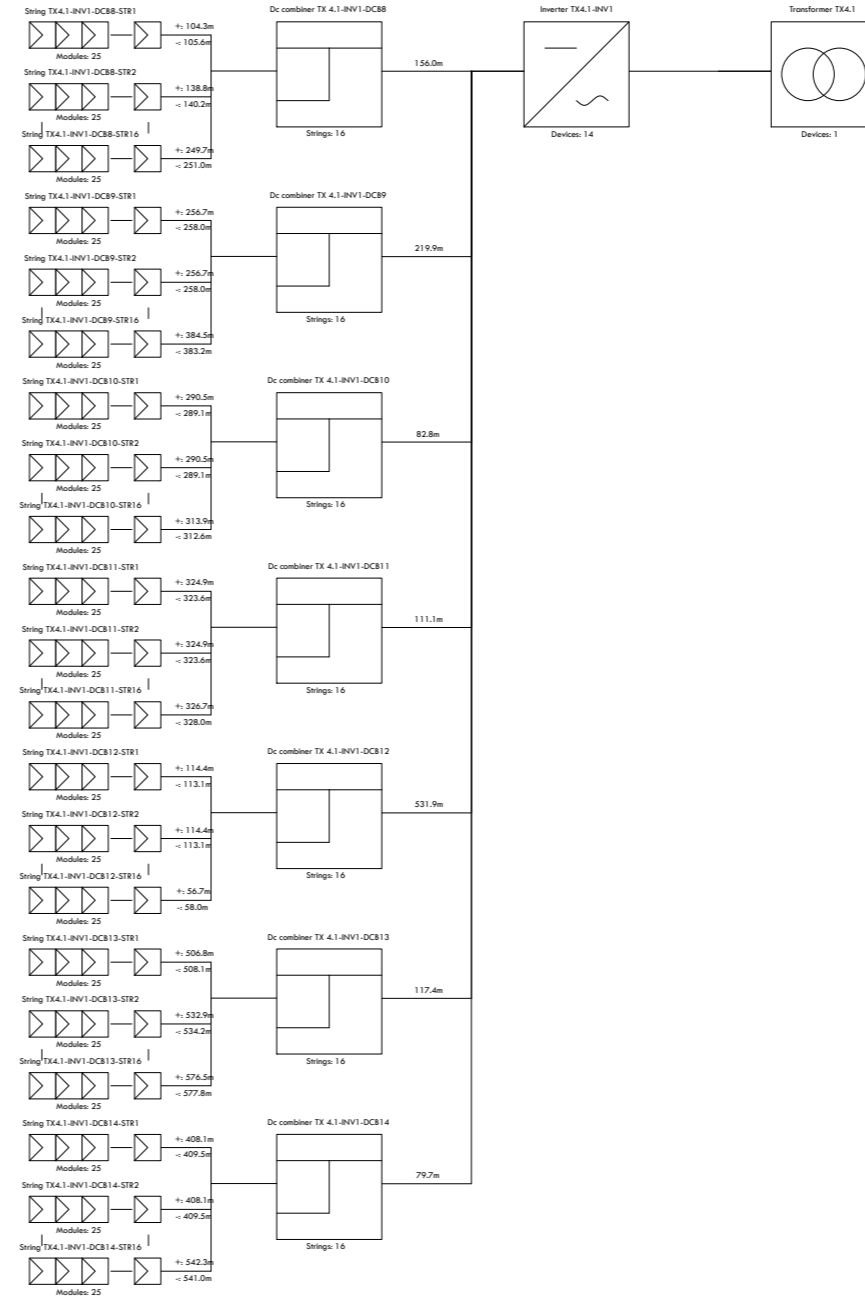 String TX4.1-INV1-DCB8-STR1
+: 104.3m
-: 105.6m
Modules: 25
String TX4.1-INV1-DCB8-STR2
+: 138.8m
-: 140.2m
Modules: 25
String TX4.1-INV1-DCB8-STR16
+: 249.7m
-: 251.0m
Modules: 25
Dc combiner TX 4.1-INV1-DCB8
Strings: 16
156.0m
Inverter TX4.1-INV1
Devices: 14
Transformer TX4.1
Devices: 1
String TX4.1-INV1-DCB9-STR1
+: 256.7m
-: 258.0m
Modules: 25
String TX4.1-INV1-DCB9-STR2
+: 256.7m
-: 258.0m
Modules: 25
String TX4.1-INV1-DCB9-STR16
+: 384.5m
-: 383.2m
Modules: 25
Dc combiner TX 4.1-INV1-DCB9
Strings: 16
219.9m
String TX4.1-INV1-DCB10-STR1
+: 290.5m
-: 289.1m
Modules: 25
String TX4.1-INV1-DCB10-STR2
+: 290.5m
-: 289.1m
Modules: 25
String TX4.1-INV1-DCB10-STR16
+: 313.9m
-: 312.6m
Modules: 25
Dc combiner TX 4.1-INV1-DCB10
Strings: 16
82.8m
String TX4.1-INV1-DCB11-STR1
+: 324.9m
-: 323.6m
Modules: 25
String TX4.1-INV1-DCB11-STR2
+: 324.9m
-: 323.6m
Modules: 25
String TX4.1-INV1-DCB11-STR16
+: 326.7m
-: 328.0m
Modules: 25
Dc combiner TX 4.1-INV1-DCB11
Strings: 16
111.1m
String TX4.1-INV1-DCB12-STR1
+: 114.4m
-: 113.1m
Modules: 25
String TX4.1-INV1-DCB12-STR2
+: 114.4m
-: 113.1m
Modules: 25
String TX4.1-INV1-DCB12-STR16
+: 56.7m
-: 58.0m
Modules: 25
Dc combiner TX 4.1-INV1-DCB12
Strings: 16
531.9m
String TX4.1-INV1-DCB13-STR1
+: 506.8m
-: 508.1m
Modules: 25
String TX4.1-INV1-DCB13-STR2
+: 532.9m
-: 534.2m
Modules: 25
String TX4.1-INV1-DCB13-STR16
+: 576.5m
-: 577.8m
Modules: 25
Dc combiner TX 4.1-INV1-DCB13
Strings: 16
117.4m
String TX4.1-INV1-DCB14-STR1
+: 408.1m
-: 409.5m
Modules: 25
String TX4.1-INV1-DCB14-STR2
+: 408.1m
-: 409.5m
Modules: 25
String TX4.1-INV1-DCB14-STR16
+: 542.3m
-: 541.0m
Modules: 25
Dc combiner TX 4.1-INV1-DCB14
Strings: 16
79.7m